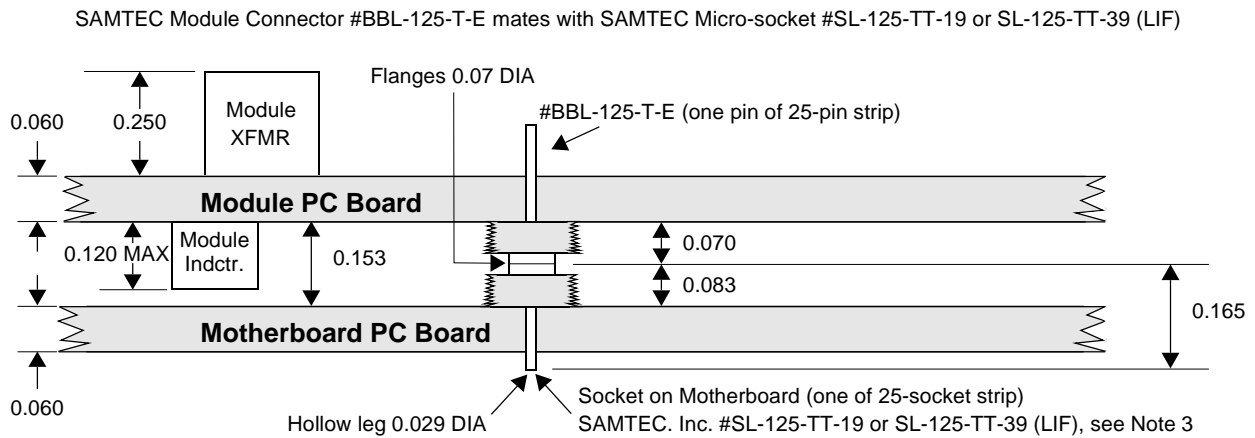 SAMTEC Module Connector #BBL-125-T-E mates with SAMTEC Micro-socket #SL-125-TT-19 or SL-125-TT-39 (LIF)
Flanges 0.07 DIA
#BBL-125-T-E (one pin of 25-pin strip)
0.060
0.250
Module
XFMR
Module PC Board
0.120 MAX
Module
Indctr.
0.153
0.070
0.083
0.165
Motherboard PC Board
0.060
Hollow leg 0.029 DIA
Socket on Motherboard (one of 25-socket strip)
SAMTEC. Inc. #SL-125-TT-19 or SL-125-TT-39 (LIF), see Note 3